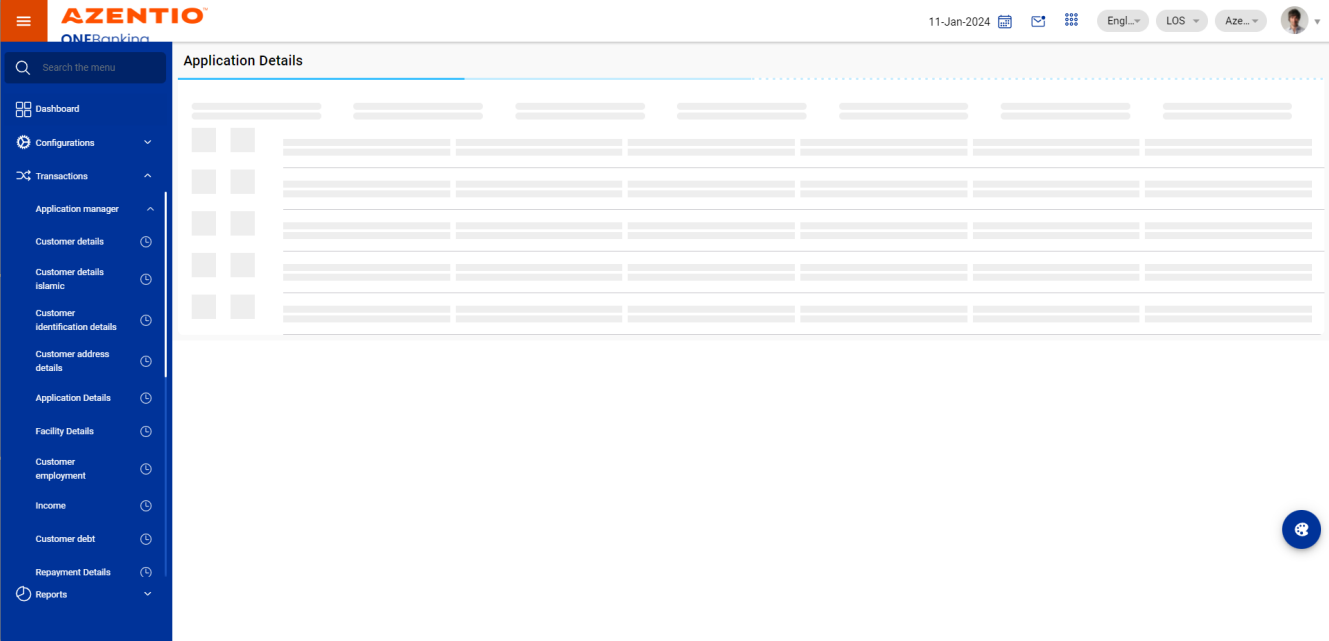 AZENTIO™
ONEBanking
11-Jan-2024
Engl...
LOS
Aze...
Search the menu
Dashboard
Configurations
Transactions
Application manager
Customer details
Customer details
islamic
Customer
identification details
Customer address
details
Application Details
Facility Details
Customer
employment
Income
Customer debt
Repayment Details
Reports
Application Details